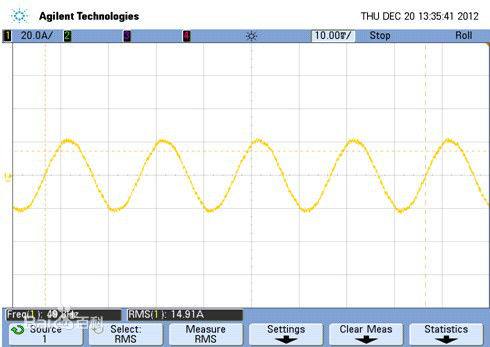 Agilent Technologies THU DEC 20 13:35:41 2012
1 20.0A/ 2 3 4 10.00ms/ Stop Roll
RMS(1): 14.91A
Source Select: Measure Settings Clear Meas Statistics
1 RMS RMS